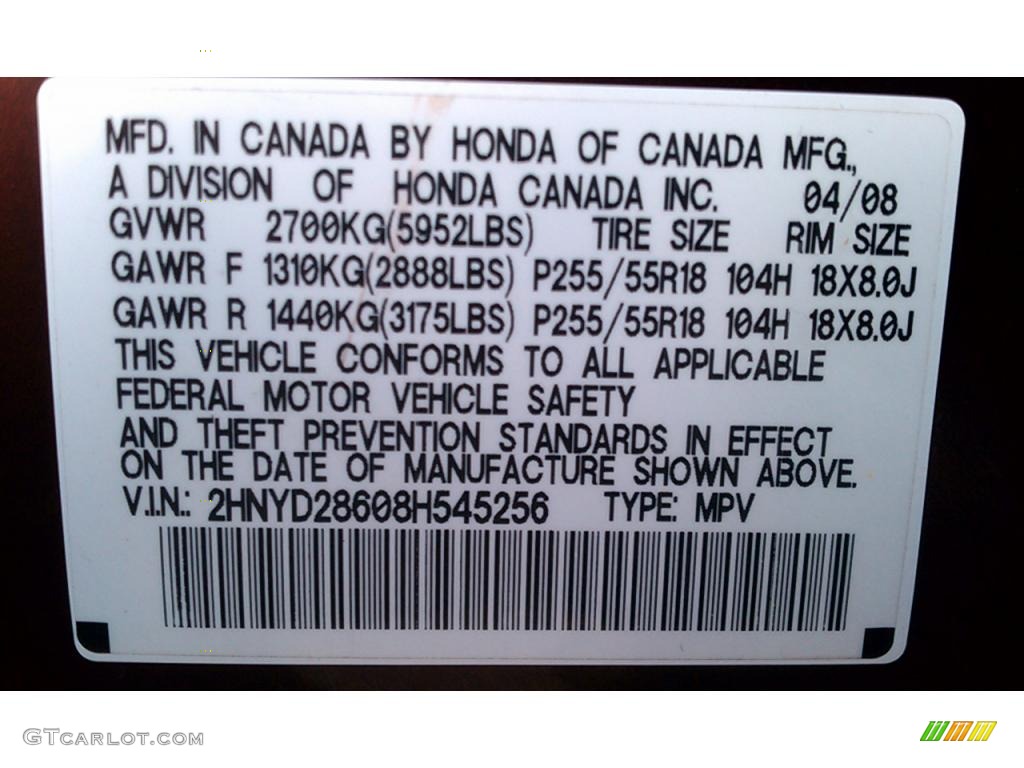 MFD. IN CANADA BY HONDA OF CANADA MFG.,
A DIVISION OF HONDA CANADA INC. 04/08
GVWR 2700KG(5952LBS) TIRE SIZE RIM SIZE
GAWR F 1310KG(2888LBS) P255/55R18 104H 18X8.0J
GAWR R 1440KG(3175LBS) P255/55R18 104H 18X8.0J
THIS VEHICLE CONFORMS TO ALL APPLICABLE
FEDERAL MOTOR VEHICLE SAFETY
AND THEFT PREVENTION STANDARDS IN EFFECT
ON THE DATE OF MANUFACTURE SHOWN ABOVE.
V.I.N.: 2HNYD28608H545256 TYPE: MPV
GTCARLOT.COM